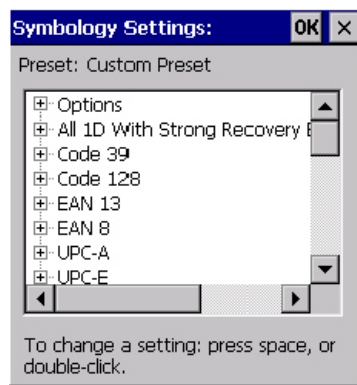 Symbology Settings: OK ×
Preset: Custom Preset
Options
All 1D With Strong Recovery
Code 39
Code 128
EAN 13
EAN 8
UPC-A
UPC-E
To change a setting: press space, or
double-click.